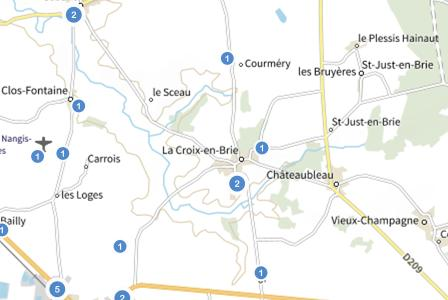 2
le Plessis Hainaut
1
Courméry
les Bruyères
St-Just-en-Brie
Clos-Fontaine
le Sceau
1
St-Just-en-Brie
Nangis-
es
1
1
Carrois
La Croix-en-Brie
1
2
Châteaubleau
les Loges
Bailly
1
Vieux-Champagne
D209
1
1
5
2